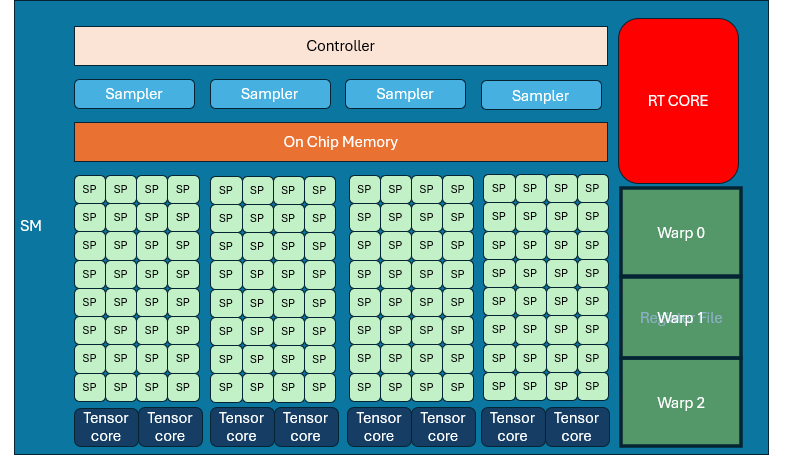 Controller
Sampler Sampler Sampler Sampler
RT CORE
On Chip Memory
SP SP SP SP SP SP SP SP SP SP SP SP SP SP SP SP
SP SP SP SP SP SP SP SP SP SP SP SP SP SP SP SP
SM
Warp 0
SP SP SP SP SP SP SP SP SP SP SP SP SP SP SP SP
SP SP SP SP SP SP SP SP SP SP SP SP SP SP SP SP
SP SP SP SP SP SP SP SP SP SP SP SP SP SP SP SP
Register File
Warp 1
SP SP SP SP SP SP SP SP SP SP SP SP SP SP SP SP
SP SP SP SP SP SP SP SP SP SP SP SP SP SP SP SP
SP SP SP SP SP SP SP SP SP SP SP SP SP SP SP SP
Warp 2
Tensor Tensor Tensor Tensor Tensor Tensor Tensor Tensor
core core core core core core core core